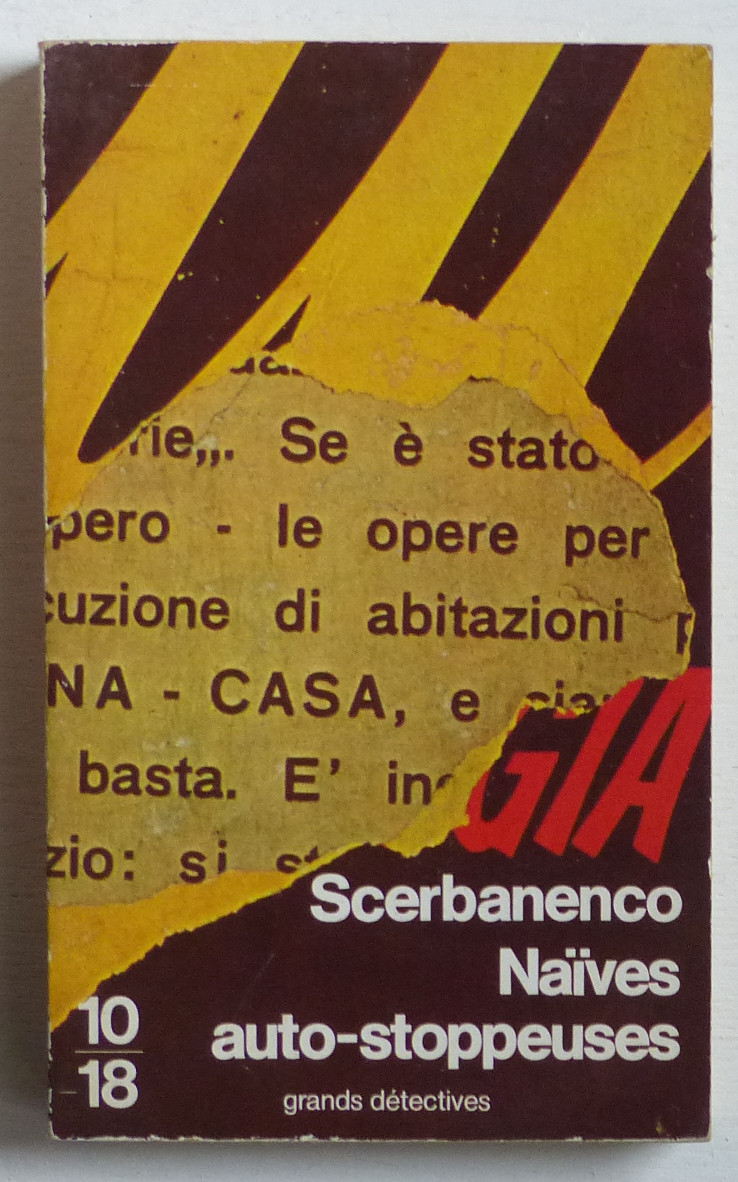 Se è stato
pero - le opere per
cuzione di abitazioni
NA - CASA, e
basta. E'
zio: si
GIA
Scerbanenco
Naïves
auto-stoppeuses
10
18
grands détectives